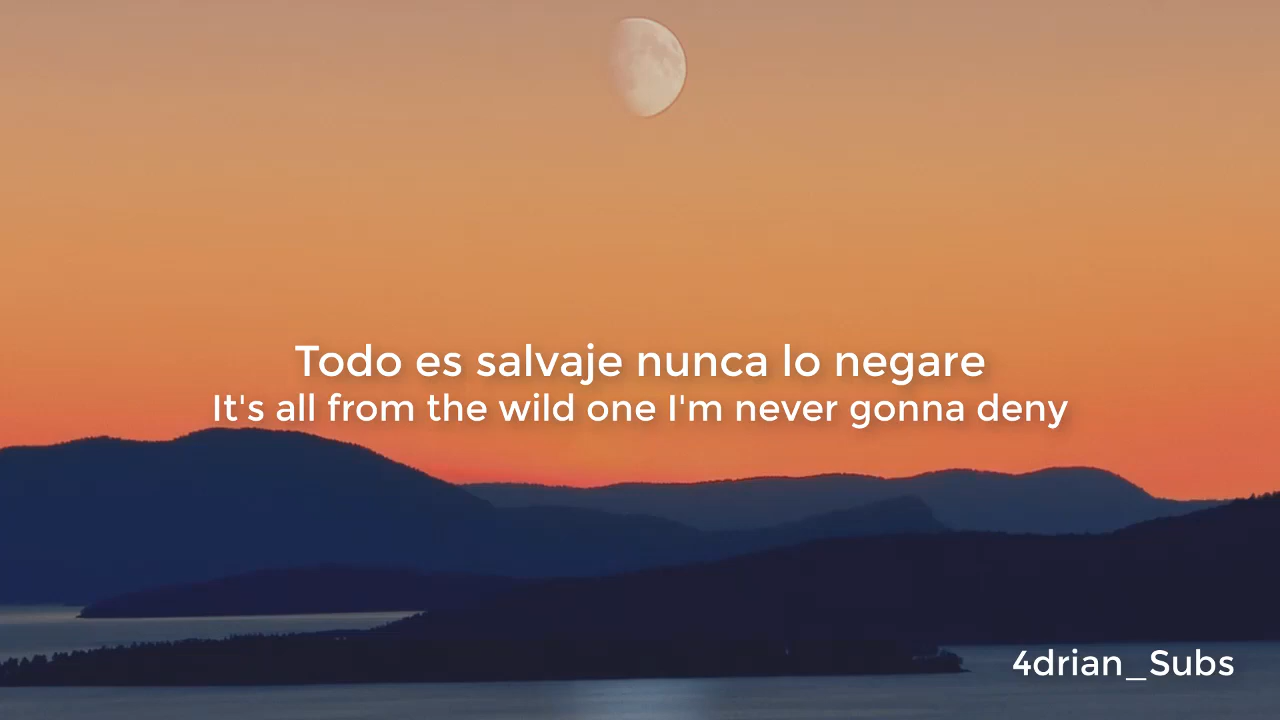 Todo es salvaje nunca lo negare
It's all from the wild one I'm never gonna deny
4drian_Subs